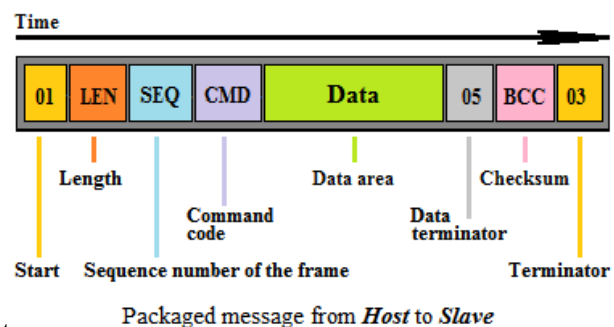 Time
01 LEN SEQ CMD Data 05 BCC 03
Length Data area Checksum
Command code Data terminator
Start Sequence number of the frame Terminator
Packaged message from Host to Slave